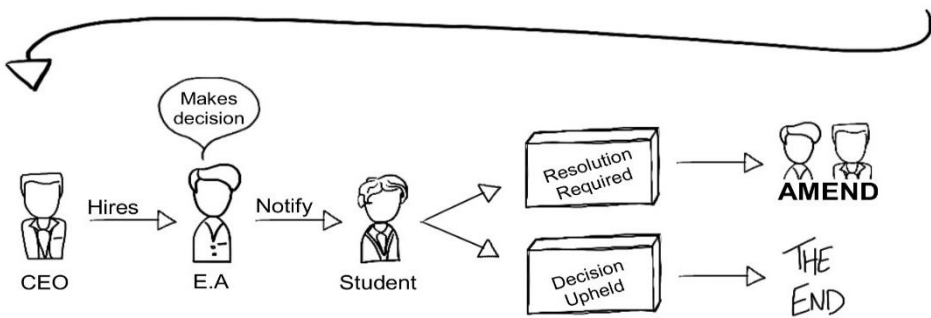 Makes
decision
Hires
Notify
CEO
E.A
Student
Resolution
Required
AMEND
Decision
Upheld
THE
END